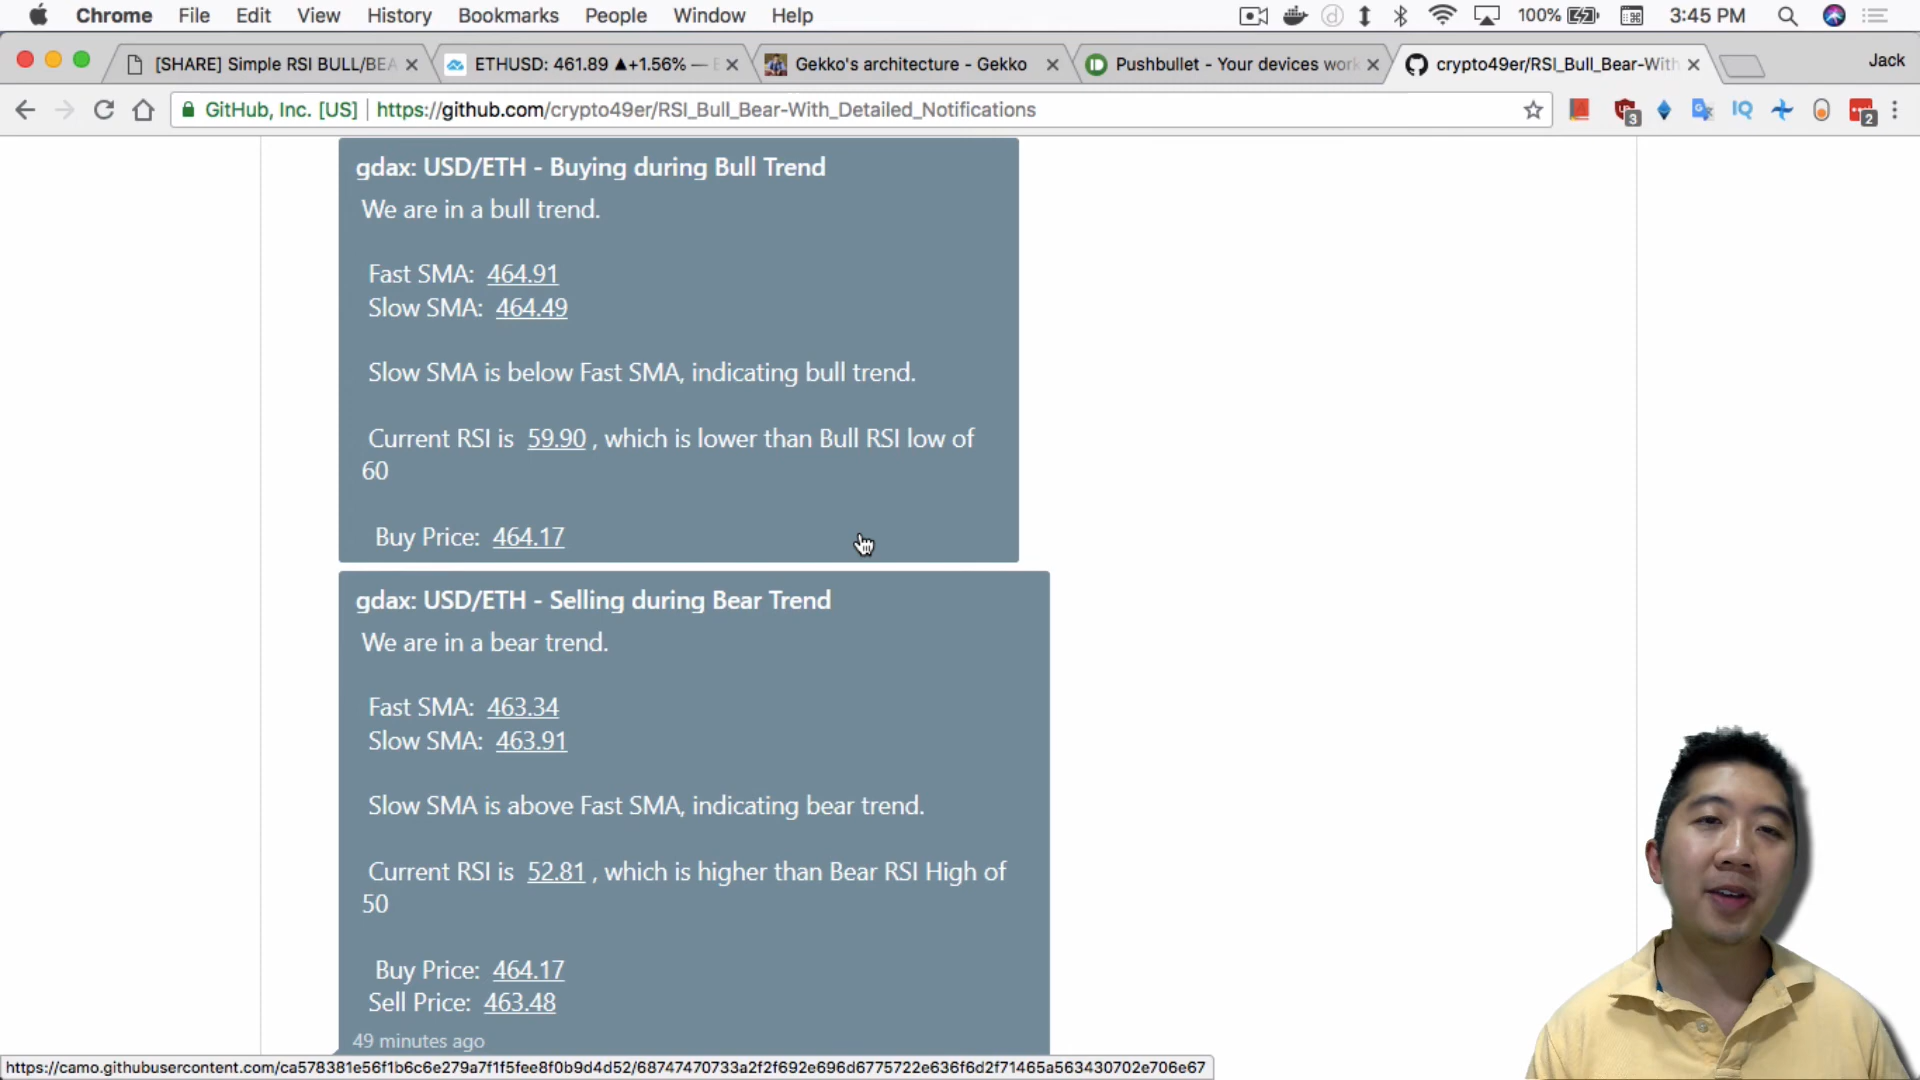 Chrome File Edit View History Bookmarks People Window Help 100% 3:45 PM
[SHARE] Simple RSI BULL/BEA ETHUSD: 461.89 ▲+1.56% — Gekko's architecture - Gekko Pushbullet - Your devices work crypto49er/RSI_Bull_Bear-With Jack
GitHub, Inc. [US] https://github.com/crypto49er/RSI_Bull_Bear-With_Detailed_Notifications 3 IQ 2
gdax: USD/ETH - Buying during Bull Trend
We are in a bull trend.
Fast SMA: 464.91
Slow SMA: 464.49
Slow SMA is below Fast SMA, indicating bull trend.
Current RSI is 59.90 , which is lower than Bull RSI low of
60
Buy Price: 464.17
gdax: USD/ETH - Selling during Bear Trend
We are in a bear trend.
Fast SMA: 463.34
Slow SMA: 463.91
Slow SMA is above Fast SMA, indicating bear trend.
Current RSI is 52.81 , which is higher than Bear RSI High of
50
Buy Price: 464.17
Sell Price: 463.48
49 minutes ago
https://camo.githubusercontent.com/ca578381e56f1b6c6e279a7f1f5fee8f0b9d4d52/68747470733a2f2f692e696d6775722e636f6d2f71465a563430702e706e67